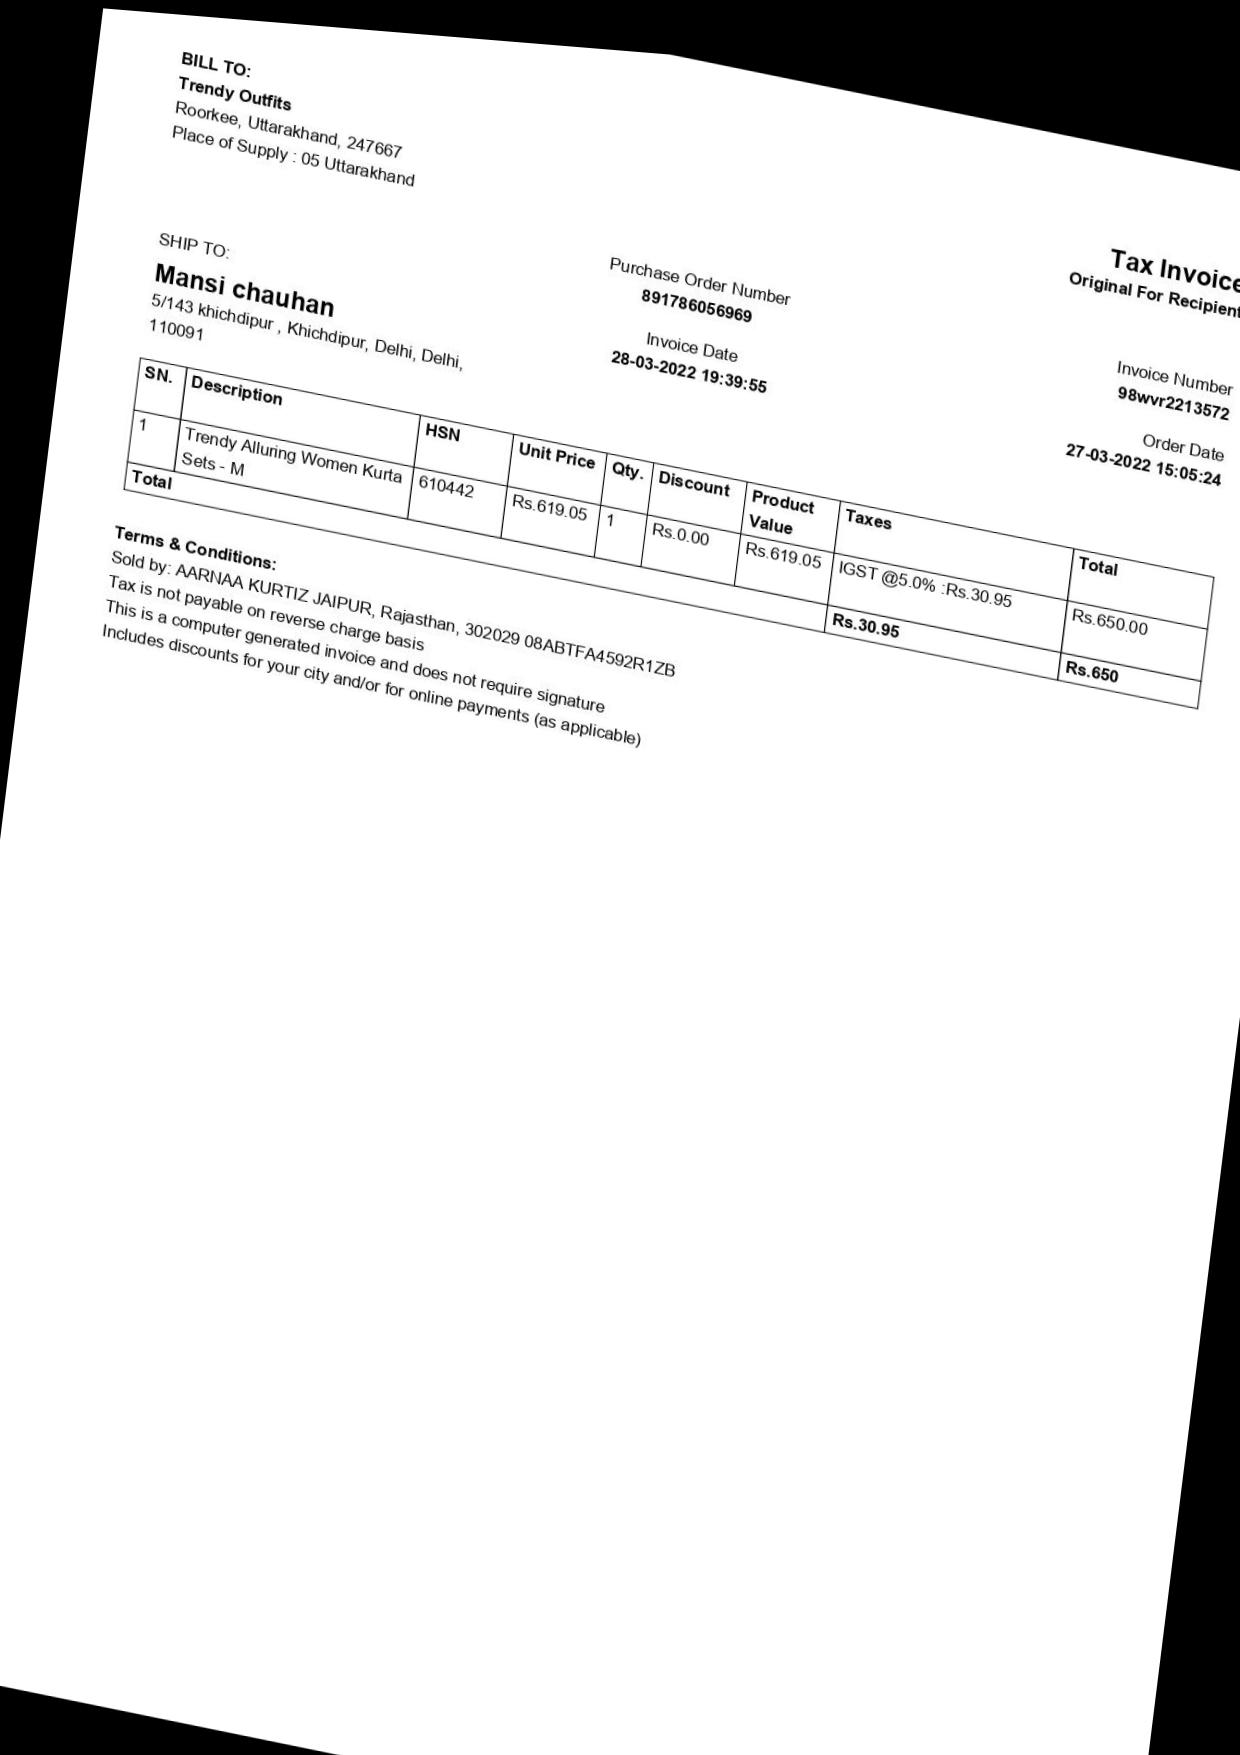 BILL TO:
Trendy Outfits
Roorkee, Uttarakhand, 247667
Place of Supply : 05 Uttarakhand
Tax Invoice
Original For Recipient
SHIP TO:
Mansi chauhan
5/143 khichdipur , Khichdipur, Delhi, Delhi,
110091
Purchase Order Number
891786056969
Invoice Date
28-03-2022 19:39:55
Invoice Number
98wvr2213572
Order Date
27-03-2022 15:05:24
SN. Description HSN Unit Price Qty. Discount Product Value Taxes Total
1 Trendy Alluring Women Kurta Sets - M 610442 Rs.619.05 1 Rs.0.00 Rs.619.05 IGST @5.0% :Rs.30.95 Rs.650.00
Total Rs.30.95 Rs.650
Terms & Conditions:
Sold by: AARNAA KURTIZ JAIPUR, Rajasthan, 302029 08ABTFA4592R1ZB
Tax is not payable on reverse charge basis
This is a computer generated invoice and does not require signature
Includes discounts for your city and/or for online payments (as applicable)